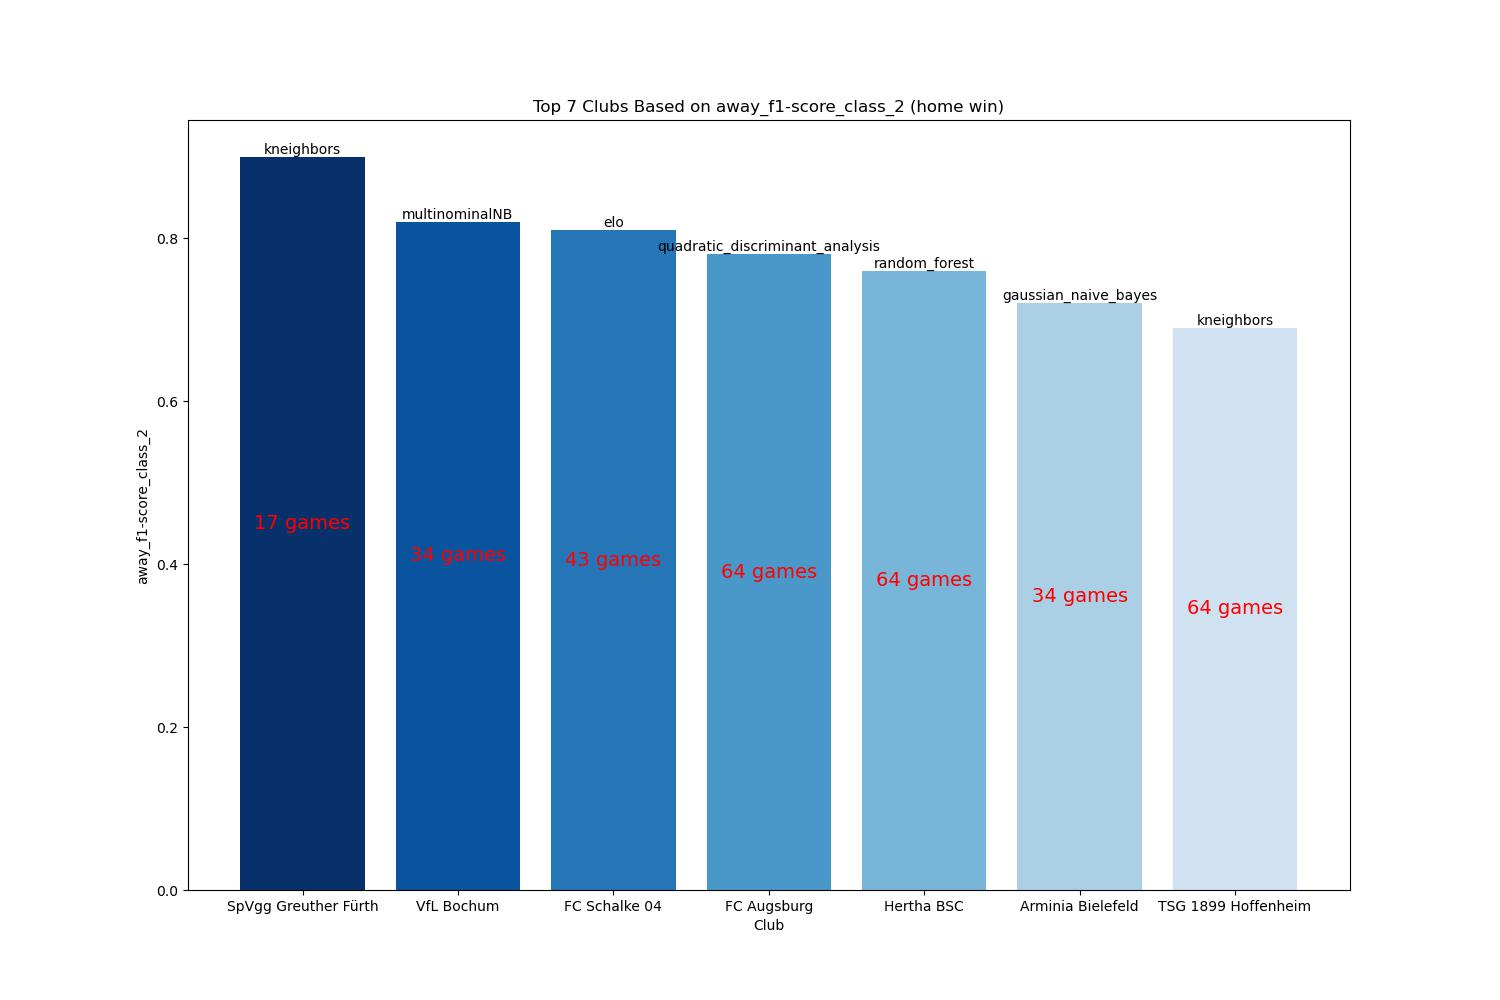 Top 7 Clubs Based on away_f1-score_class_2 (home win)
kneighbors
multinominalNB
elo
quadratic_discriminant_analysis
random_forest
gaussian_naive_bayes
kneighbors
away_f1-score_class_2
0.8
0.6
0.4
0.2
0.0
17 games
34 games
43 games
64 games
64 games
34 games
64 games
SpVgg Greuther Fürth
VfL Bochum
FC Schalke 04
FC Augsburg
Hertha BSC
Arminia Bielefeld
TSG 1899 Hoffenheim
Club